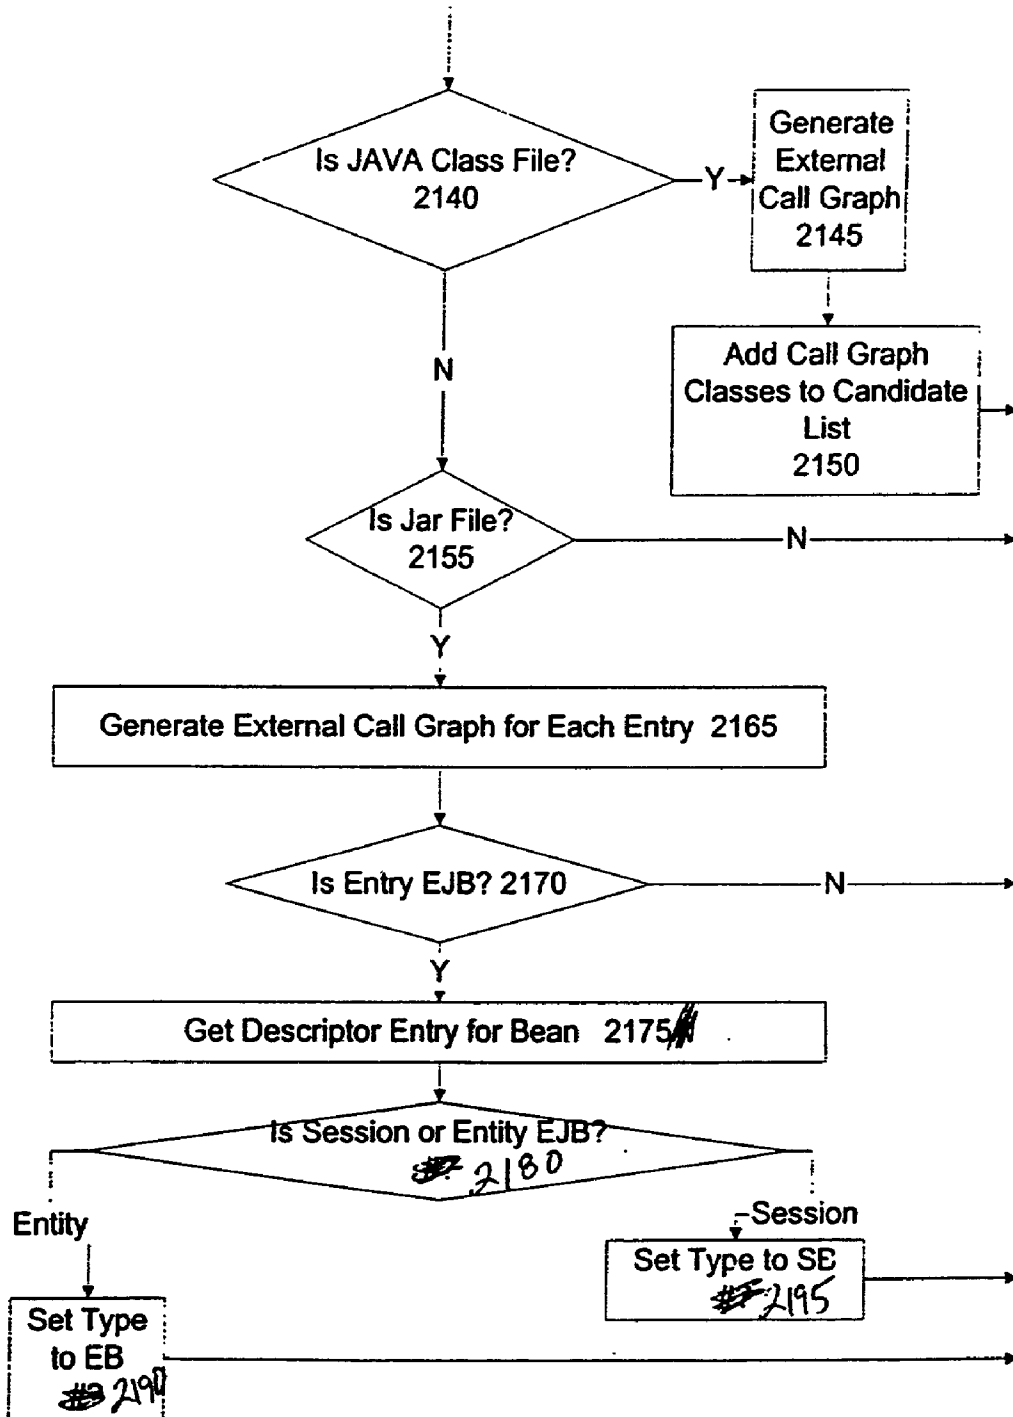 Is JAVA Class File?
2140
Y
Generate
External
Call Graph
2145
N
Add Call Graph
Classes to Candidate
List
2150
Is Jar File?
2155
N
Y
Generate External Call Graph for Each Entry 2165
Is Entry EJB? 2170
N
Y
Get Descriptor Entry for Bean 2175
Is Session or Entity EJB?
2180
Entity
Session
Set Type to SB
2195
Set Type
to EB
2190